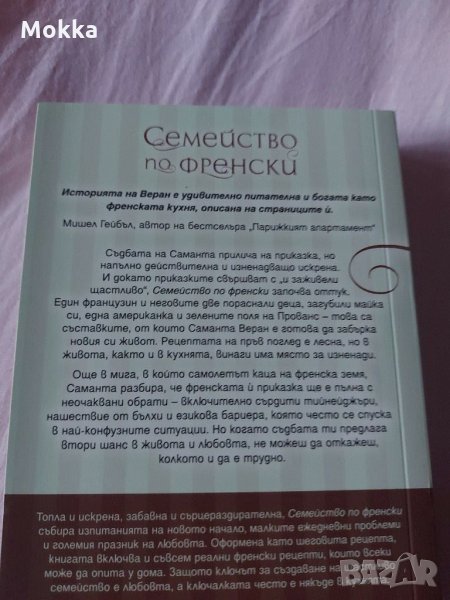 Mokka
Семейство
по френски
Историята на Веран е удивително питателна и богата като
френската кухня, описана на страниците ѝ.
Мишел Гейбъл, автор на бестселъра „Парижкият апартамент“
Съдбата на Саманта прилича на приказка, но
напълно действителна и изненадващо искрена.
И докато приказките свършват с „и заживели
щастливо“, Семейство по френски започва оттук.
Един французин и неговите две пораснали деца, загубили майка
си, една американка и зелените поля на Прованс – това са
съставките, от които Саманта Веран е готова да забърка
новия си живот. Рецептата на пръв поглед е лесна, но в
живота, както и в кухнята, винаги има място за изненади.
Още в мига, в който самолетът каца на френска земя,
Саманта разбира, че френската ѝ приказка ще е пълна с
неочаквани обрати – включително сърдити тийнейджъри,
нашествие от бълхи и езикова бариера, която често се спуска
в най-конфузните ситуации. Но когато съдбата ти предлага
втори шанс в живота и любовта, не можеш да откажеш,
колкото и да е трудно.
Топла и искрена, забавна и сърцераздирателна, Семейство по френски
събира изпитанията на новото начало, малките ежедневни проблеми
и големия празник на любовта. Оформена като шеговита рецепта,
книгата включва и съвсем реални френски рецепти, които всеки
може да опита у дома. Защото ключът за създаване на
семейство е любовта, а ключалката често е някъде в
BAZAR